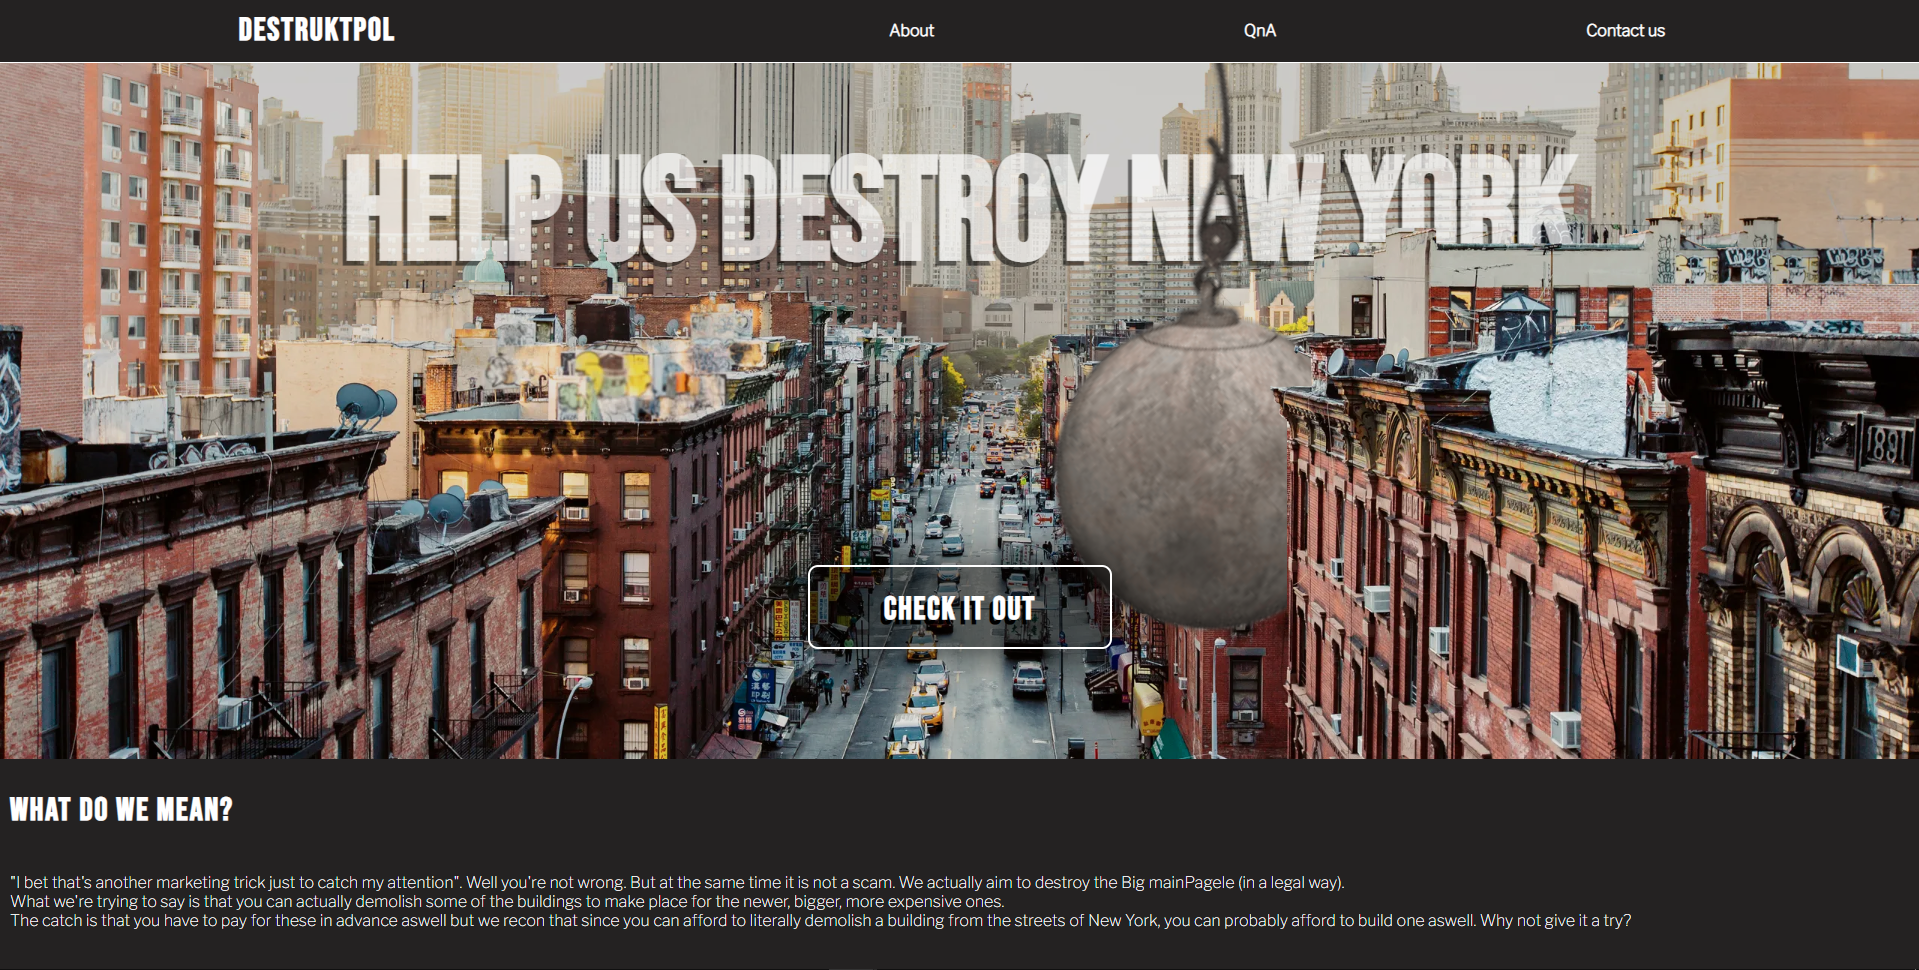 DESTRUKTPOL
About
QnA
Contact us
HELP US DESTROY NEW YORK
1891
CHECK IT OUT
WHAT DO WE MEAN?
"I bet that's another marketing trick just to catch my attention". Well you're not wrong. But at the same time it is not a scam. We actually aim to destroy the Big mainPagele (in a legal way).
What we're trying to say is that you can actually demolish some of the buildings to make place for the newer, bigger, more expensive ones.
The catch is that you have to pay for these in advance aswell but we recon that since you can afford to literally demolish a building from the streets of New York, you can probably afford to build one aswell. Why not give it a try?